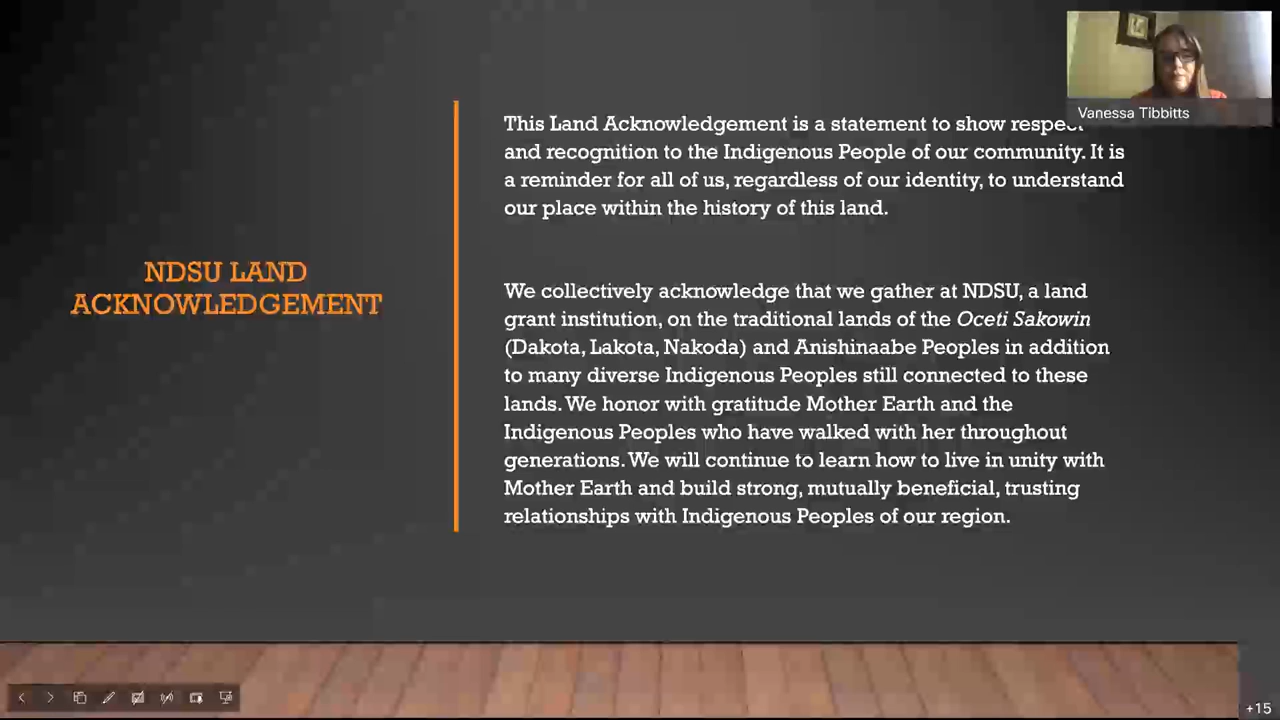 Vanessa Tibbitts
NDSU LAND
ACKNOWLEDGEMENT
This Land Acknowledgement is a statement to show respect
and recognition to the Indigenous People of our community. It is
a reminder for all of us, regardless of our identity, to understand
our place within the history of this land.
We collectively acknowledge that we gather at NDSU, a land
grant institution, on the traditional lands of the Oceti Sakowin
(Dakota, Lakota, Nakoda) and Anishinaabe Peoples in addition
to many diverse Indigenous Peoples still connected to these
lands. We honor with gratitude Mother Earth and the
Indigenous Peoples who have walked with her throughout
generations. We will continue to learn how to live in unity with
Mother Earth and build strong, mutually beneficial, trusting
relationships with Indigenous Peoples of our region.
+15